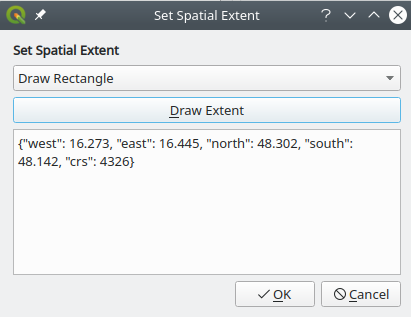 Set Spatial Extent
Set Spatial Extent
Draw Rectangle
Draw Extent
{"west": 16.273, "east": 16.445, "north": 48.302, "south":
48.142, "crs": 4326}
OK Cancel